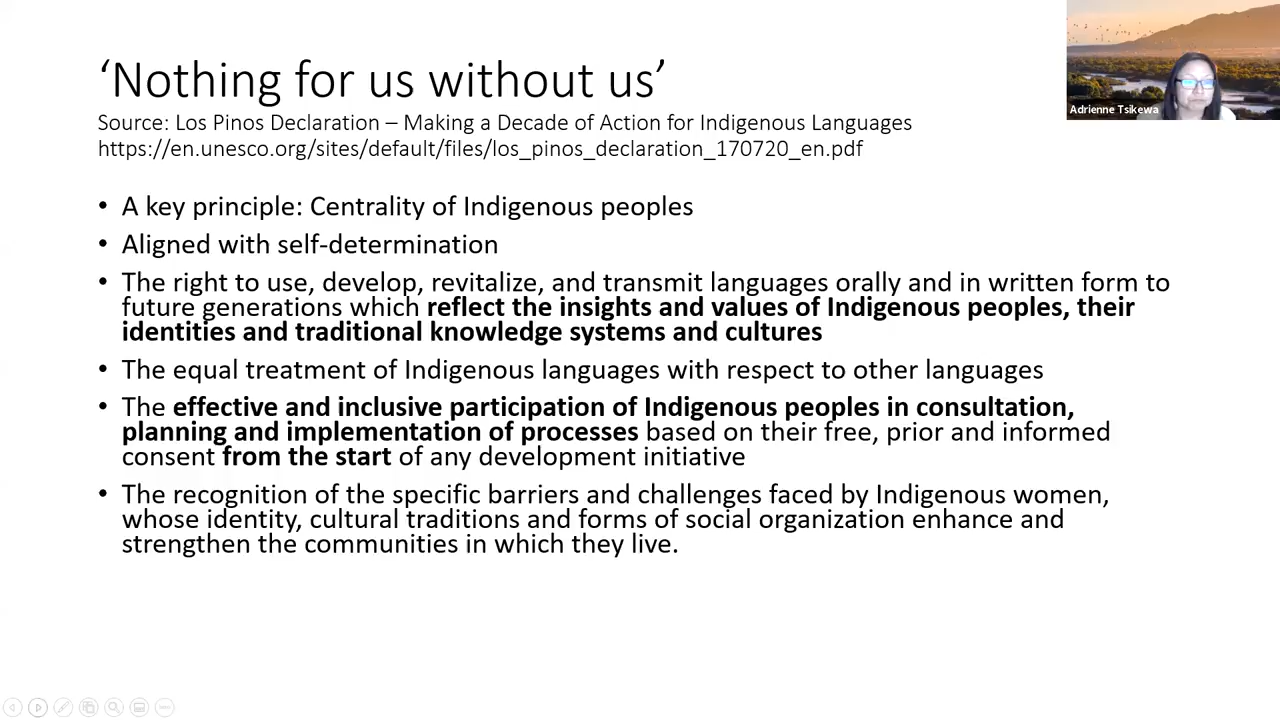 ‘Nothing for us without us’
Source: Los Pinos Declaration – Making a Decade of Action for Indigenous Languages
https://en.unesco.org/sites/default/files/los_pinos_declaration_170720_en.pdf
Adrienne Tsikewa
• A key principle: Centrality of Indigenous peoples
• Aligned with self-determination
• The right to use, develop, revitalize, and transmit languages orally and in written form to
future generations which reflect the insights and values of Indigenous peoples, their
identities and traditional knowledge systems and cultures
• The equal treatment of Indigenous languages with respect to other languages
• The effective and inclusive participation of Indigenous peoples in consultation,
planning and implementation of processes based on their free, prior and informed
consent from the start of any development initiative
• The recognition of the specific barriers and challenges faced by Indigenous women,
whose identity, cultural traditions and forms of social organization enhance and
strengthen the communities in which they live.